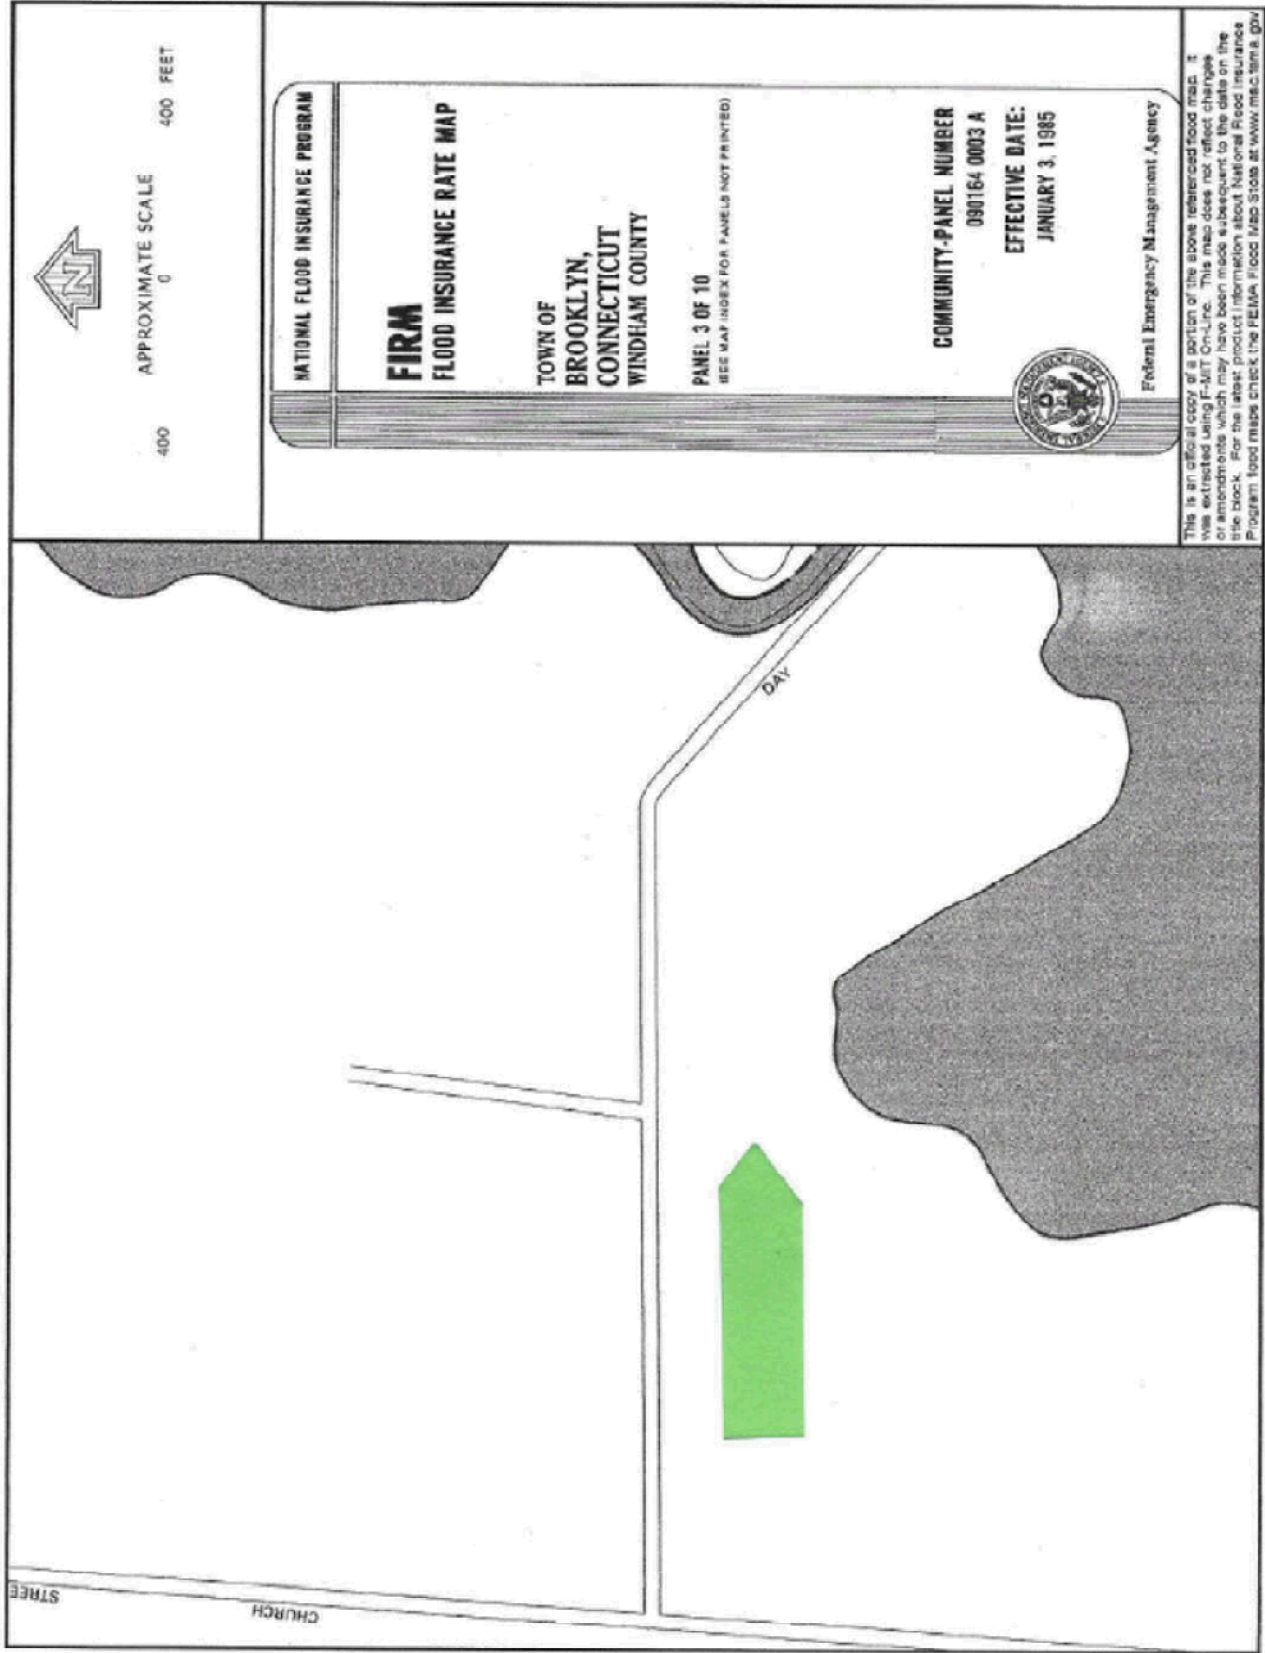 APPROXIMATE SCALE
400 0 400 FEET
NATIONAL FLOOD INSURANCE PROGRAM
FIRM
FLOOD INSURANCE RATE MAP
TOWN OF
BROOKLYN,
CONNECTICUT
WINDHAM COUNTY
PANEL 3 OF 10
(SEE MAP INDEX FOR PANELS NOT PRINTED)
COMMUNITY-PANEL NUMBER
090164 0003 A
EFFECTIVE DATE:
JANUARY 3, 1985
Federal Emergency Management Agency
This is an official copy of a portion of the above referenced flood map. It
was extracted using F-MIT On-Line. This map does not reflect changes
or amendments which may have been made subsequent to the date on the
title block. For the latest product information about National Flood Insurance
Program flood maps check the FEMA Flood Map Store at www.msc.fema.gov
DAY
CHURCH
STREE
N